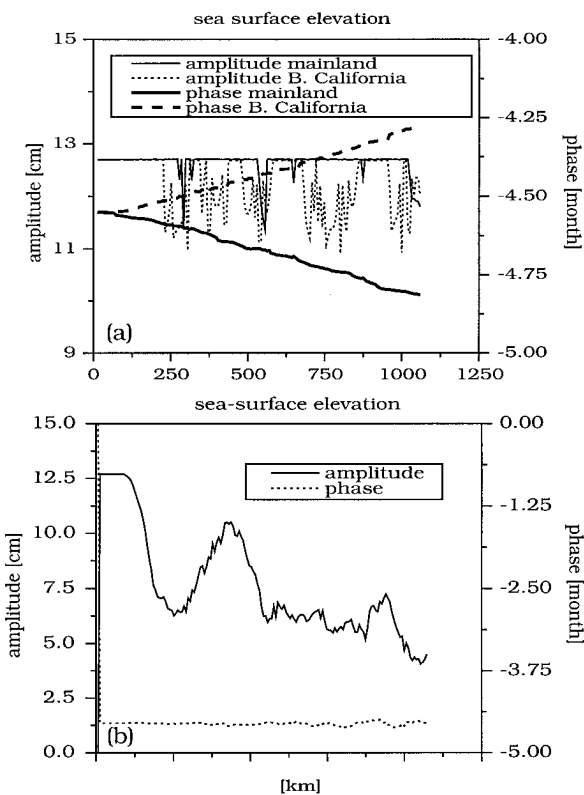 sea surface elevation
15
13
11
9
amplitude [cm]
amplitude mainland
amplitude B. California
phase mainland
phase B. California
-4.00
-4.25
-4.50
-4.75
-5.00
phase [month]
(a)
0 250 500 750 1000 1250
sea-surface elevation
15.0
12.5
10.0
7.5
5.0
2.5
0.0
amplitude [cm]
amplitude
phase
0.00
-1.25
-2.50
-3.75
-5.00
phase [month]
(b)
[km]